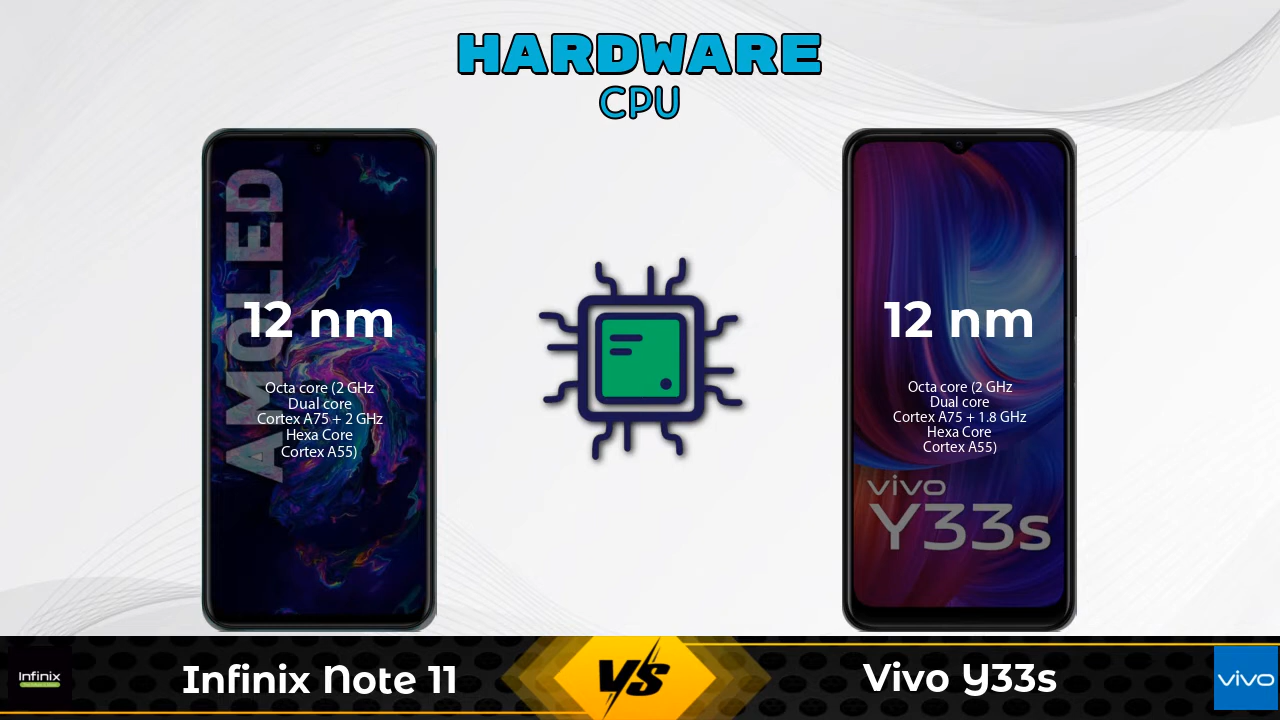 HARDWARE
CPU
AMOLED
12 nm
Octa core (2 GHz
Dual core
Cortex A75 + 2 GHz
Hexa Core
Cortex A55)
12 nm
Octa core (2 GHz
Dual core
Cortex A75 + 1.8 GHz
Hexa Core
Cortex A55)
vivo
Y33s
Infinix
Infinix Note 11
VS
Vivo Y33s
vivo